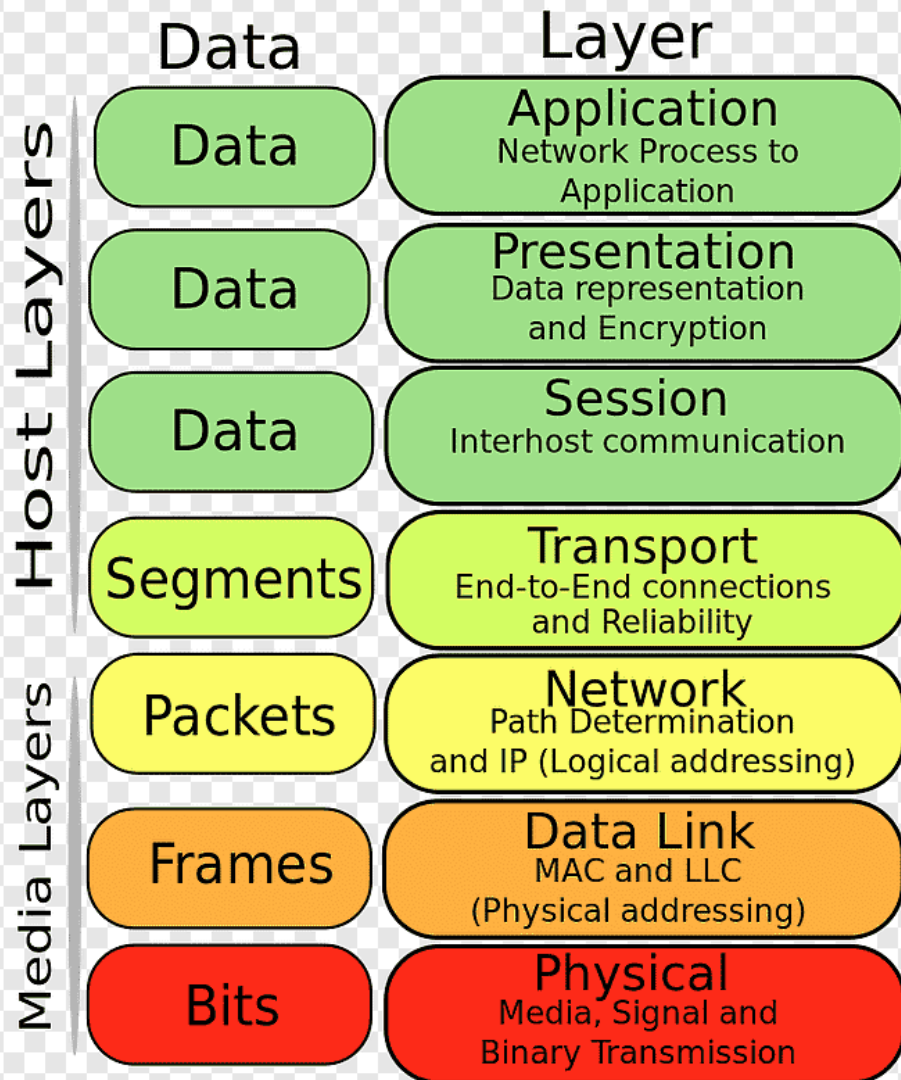 Data
Layer
Host Layers
Data
Application
Network Process to
Application
Data
Presentation
Data representation
and Encryption
Data
Session
Interhost communication
Segments
Transport
End-to-End connections
and Reliability
Media Layers
Packets
Network
Path Determination
and IP (Logical addressing)
Frames
Data Link
MAC and LLC
(Physical addressing)
Bits
Physical
Media, Signal and
Binary Transmission